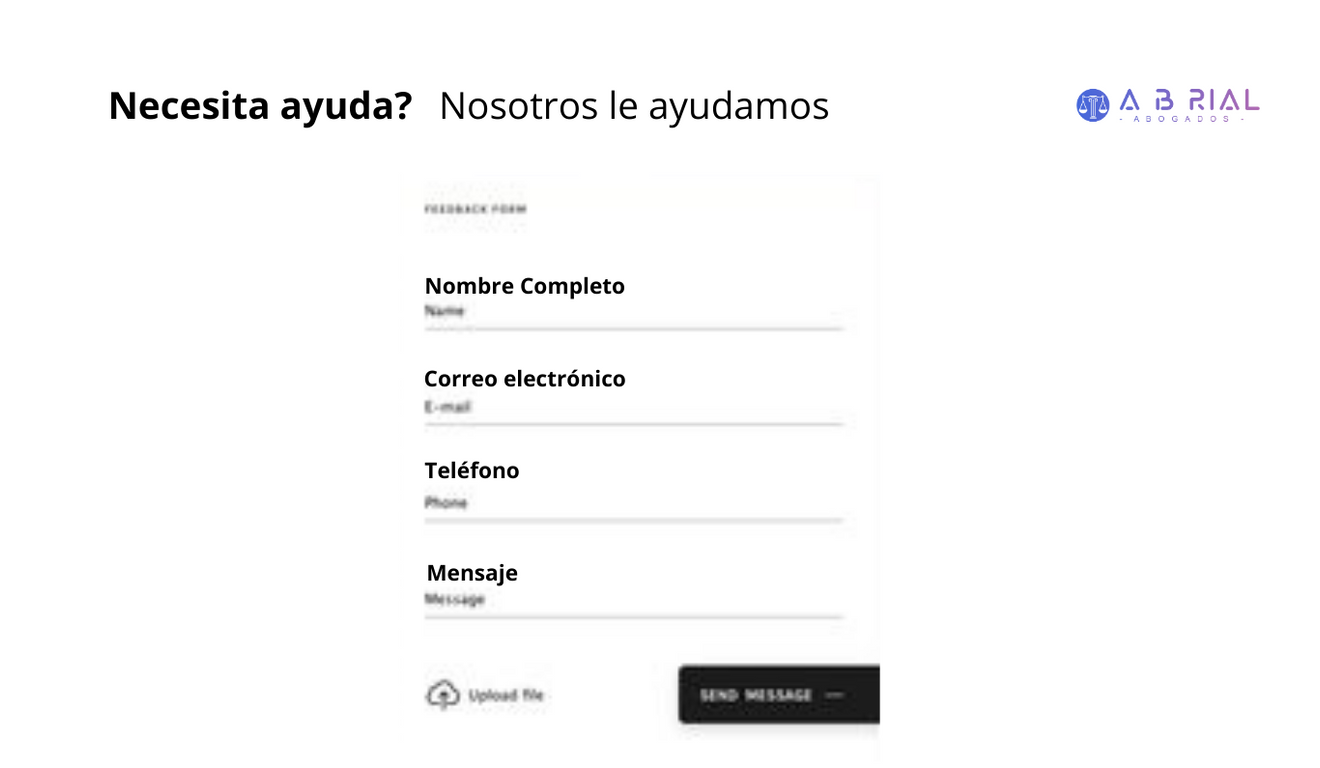 Necesita ayuda? Nosotros le ayudamos
A B RIAL
- ABOGADOS -
FEEDBACK FORM
Nombre Completo
Name
Correo electrónico
E-mail
Teléfono
Phone
Mensaje
Message
Upload file
SEND MESSAGE —